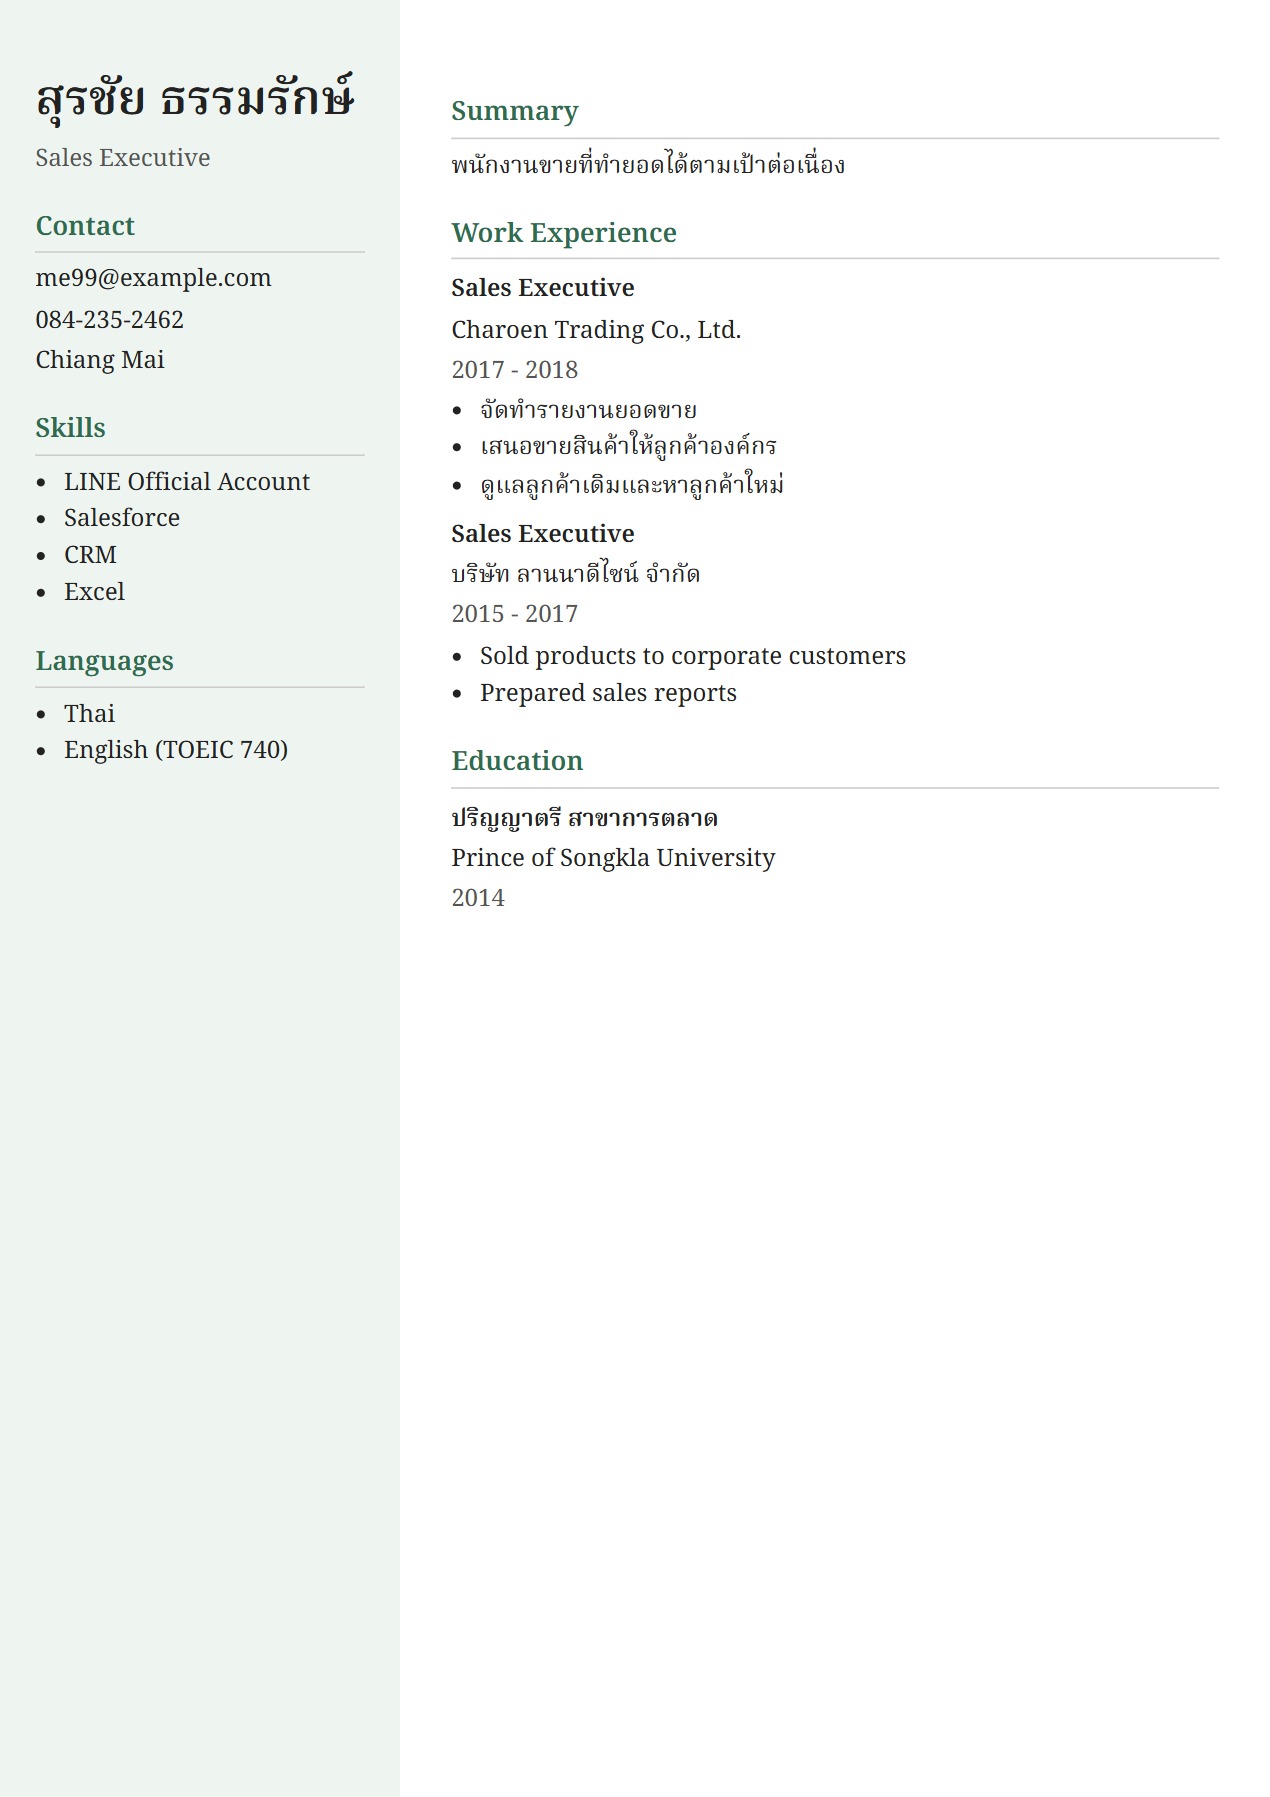 สุรชัย ธรรมรักษ์
Sales Executive
Contact
me99@example.com
084-235-2462
Chiang Mai
Skills
LINE Official Account
Salesforce
CRM
Excel
Languages
Thai
English (TOEIC 740)
Summary
พนักงานขายที่ทำยอดได้ตามเป้าต่อเนื่อง
Work Experience
Sales Executive
Charoen Trading Co., Ltd.
2017 - 2018
จัดทำรายงานยอดขาย
เสนอขายสินค้าให้ลูกค้าองค์กร
ดูแลลูกค้าเดิมและหาลูกค้าใหม่
Sales Executive
บริษัท ลานนาดีไซน์ จำกัด
2015 - 2017
Sold products to corporate customers
Prepared sales reports
Education
ปริญญาตรี สาขาการตลาด
Prince of Songkla University
2014